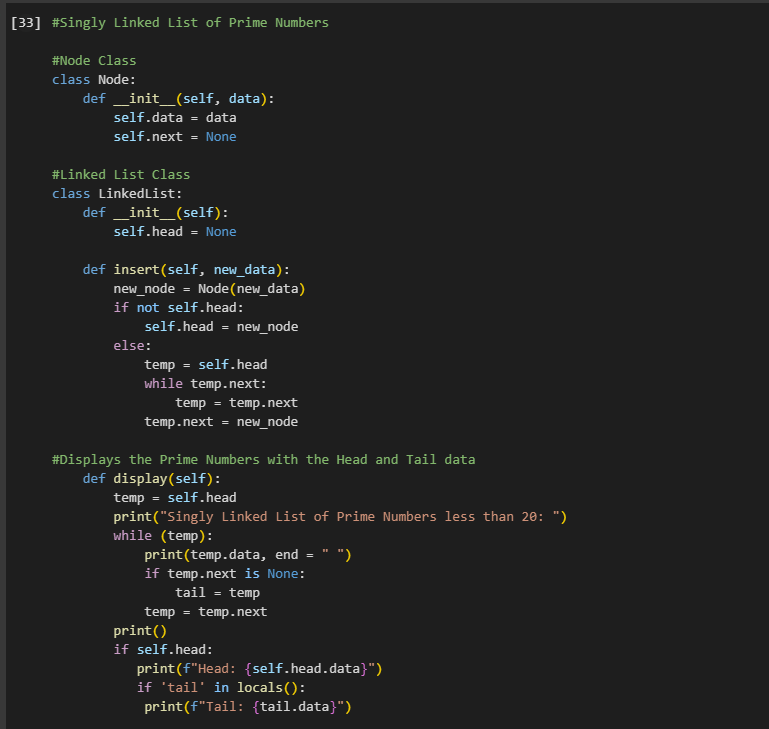 [33] #Singly Linked List of Prime Numbers

     #Node Class
     class Node:
         def __init__(self, data):
             self.data = data
             self.next = None

     #Linked List Class
     class LinkedList:
         def __init__(self):
             self.head = None

         def insert(self, new_data):
             new_node = Node(new_data)
             if not self.head:
                 self.head = new_node
             else:
                 temp = self.head
                 while temp.next:
                     temp = temp.next
                 temp.next = new_node

     #Displays the Prime Numbers with the Head and Tail data
         def display(self):
             temp = self.head
             print("Singly Linked List of Prime Numbers less than 20: ")
             while (temp):
                 print(temp.data, end = " ")
                 if temp.next is None:
                     tail = temp
                 temp = temp.next
             print()
             if self.head:
                print(f"Head: {self.head.data}")
                if 'tail' in locals():
                 print(f"Tail: {tail.data}")